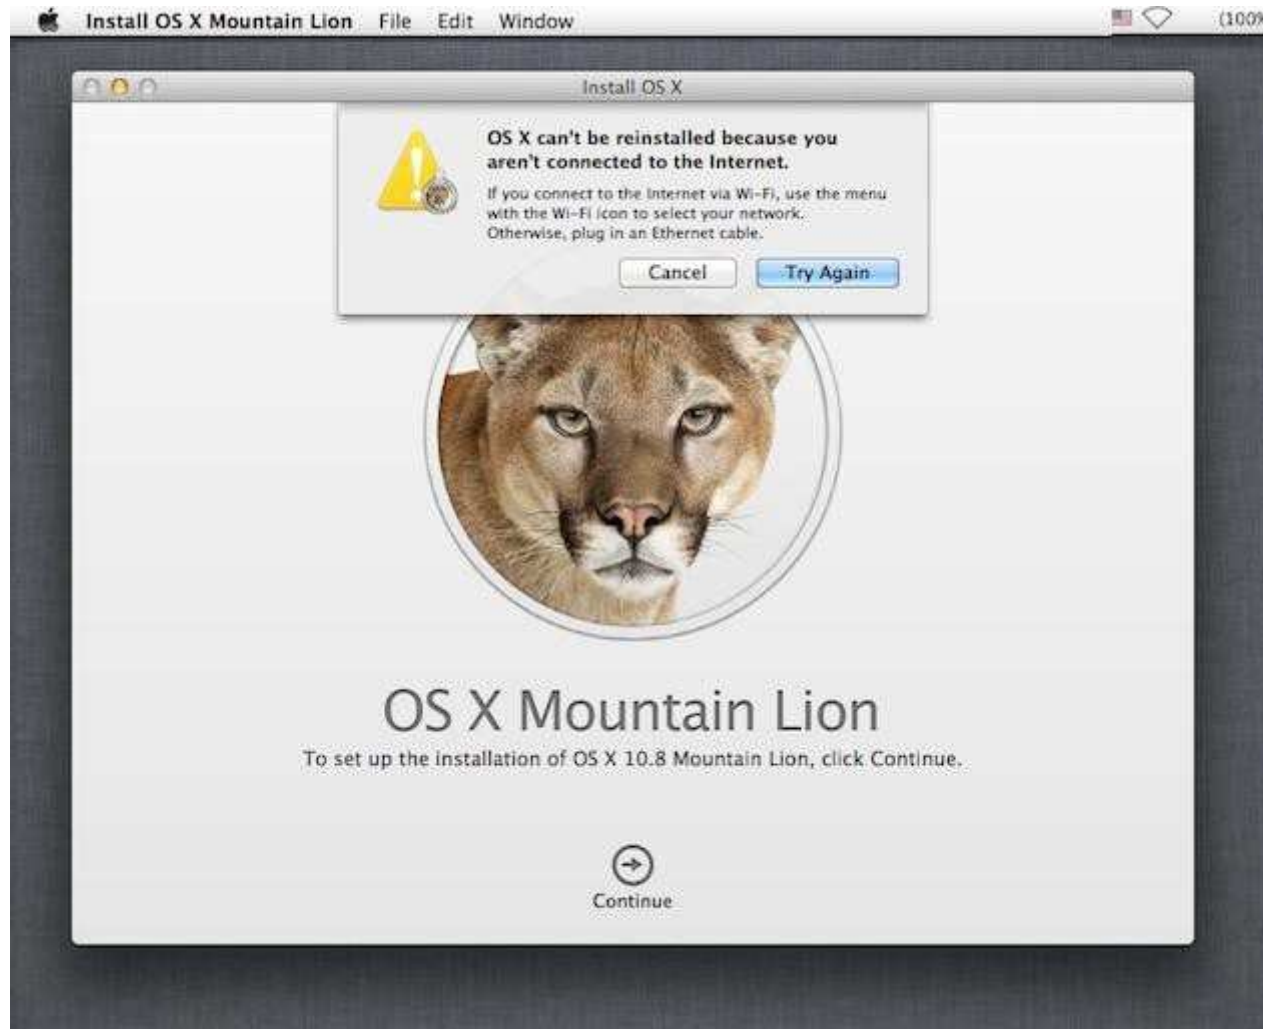 Install OS X Mountain Lion File Edit Window (100%
Install OS X
OS X can't be reinstalled because you
aren't connected to the Internet.
If you connect to the Internet via Wi-Fi, use the menu
with the Wi-Fi icon to select your network.
Otherwise, plug in an Ethernet cable.
Cancel Try Again
OS X Mountain Lion
To set up the installation of OS X 10.8 Mountain Lion, click Continue.
Continue